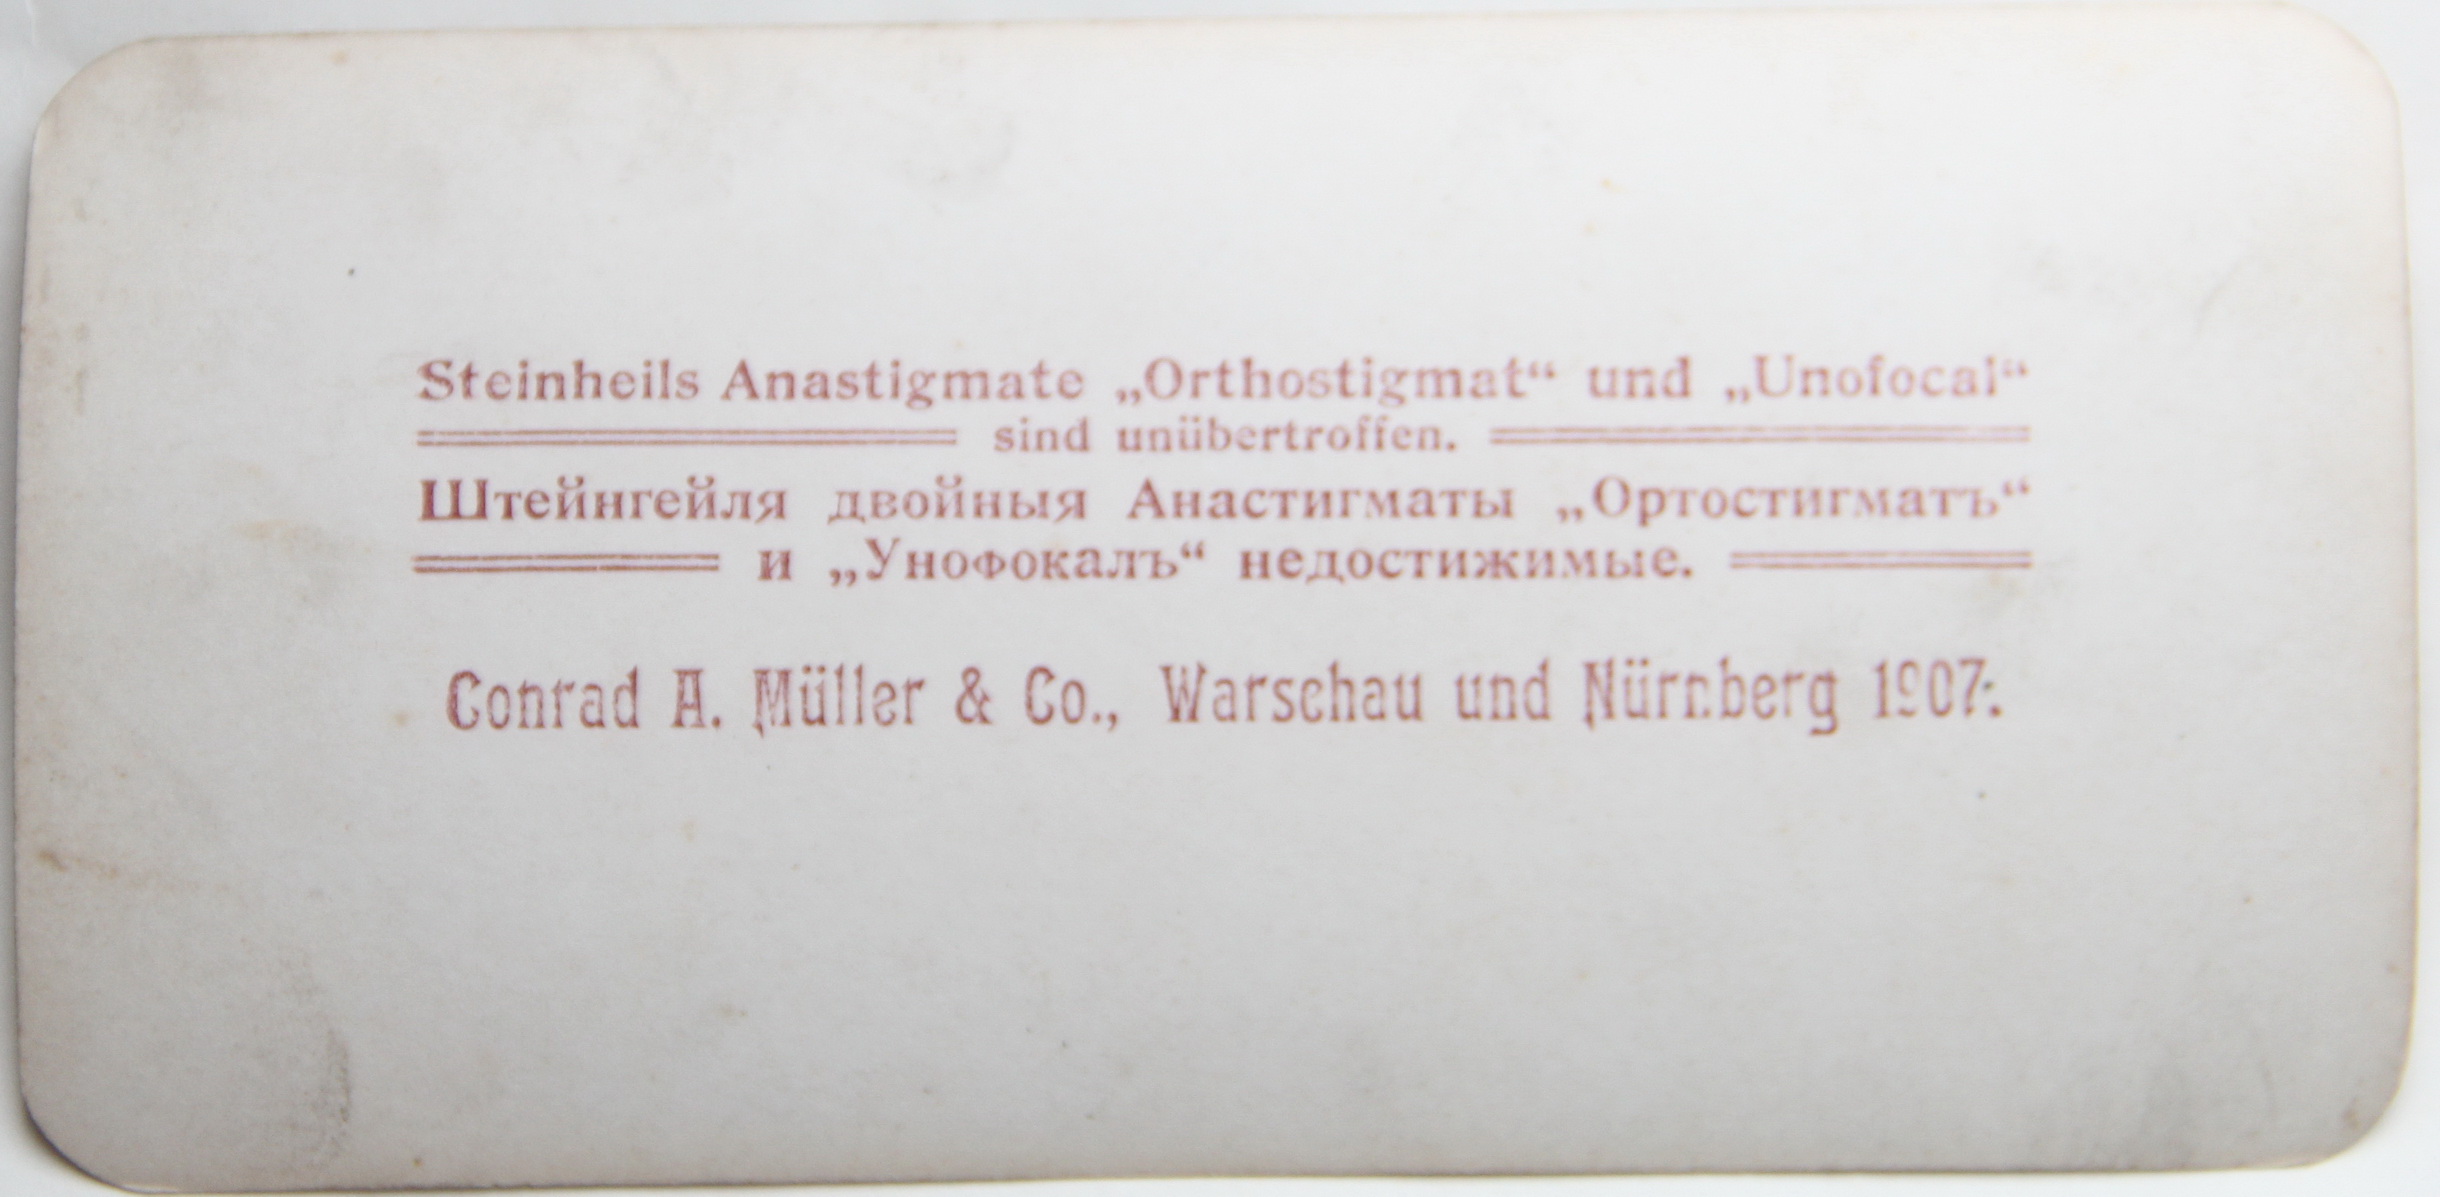 Steinheils Anastigmate „Orthostigmat“ und „Unofocal“
sind unübertroffen.
Штейнгейля двойныя Анастигматы „Ортостигматъ“
и „Унофокалъ“ недостижимые.
Conrad A. Müller & Co., Warschau und Nürnberg 1907.